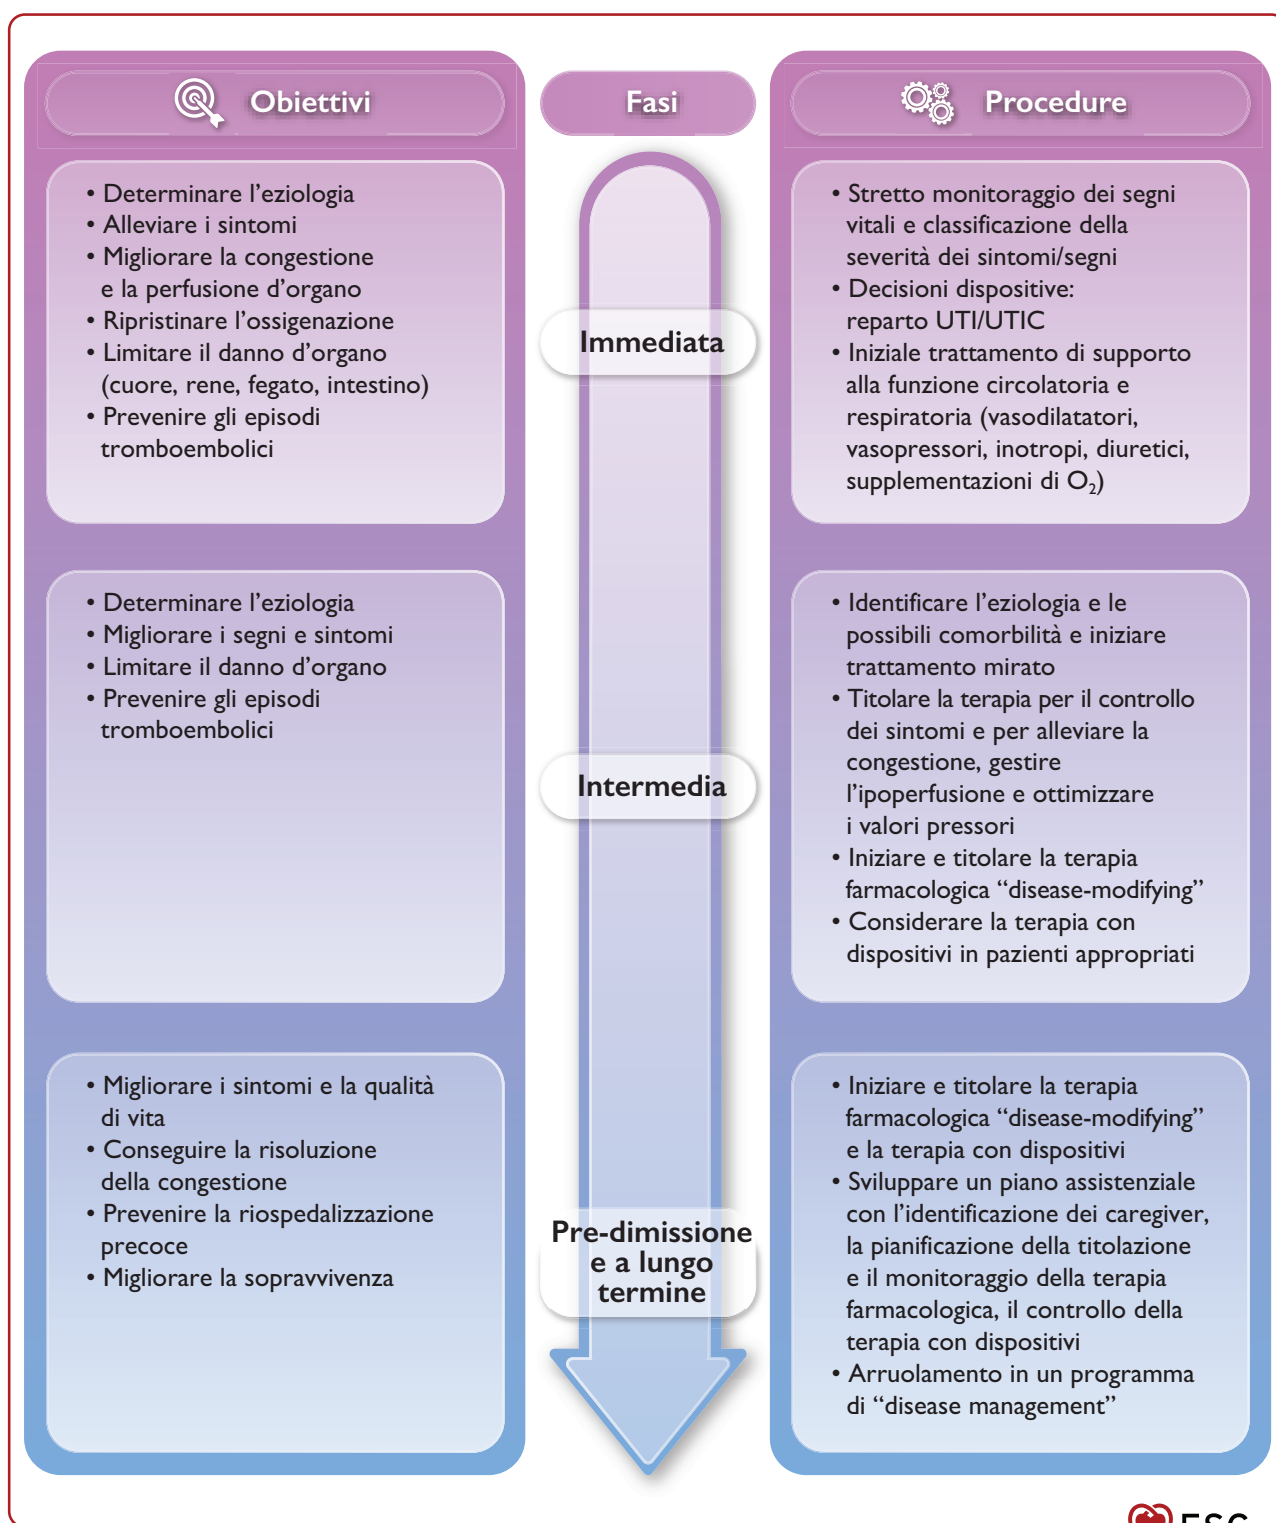 Obiettivi
Fasi
Procedure
• Determinare l’eziologia
• Alleviare i sintomi
• Migliorare la congestione
e la perfusione d’organo
• Ripristinare l’ossigenazione
• Limitare il danno d’organo
(cuore, rene, fegato, intestino)
• Prevenire gli episodi
tromboembolici
Immediata
• Stretto monitoraggio dei segni
vitali e classificazione della
severità dei sintomi/segni
• Decisioni dispositive:
reparto UTI/UTIC
• Iniziale trattamento di supporto
alla funzione circolatoria e
respiratoria (vasodilatatori,
vasopressori, inotropi, diuretici,
supplementazioni di O₂)
• Determinare l’eziologia
• Migliorare i segni e sintomi
• Limitare il danno d’organo
• Prevenire gli episodi
tromboembolici
Intermedia
• Identificare l’eziologia e le
possibili comorbilità e iniziare
trattamento mirato
• Titolare la terapia per il controllo
dei sintomi e per alleviare la
congestione, gestire
l’ipoperfusione e ottimizzare
i valori pressori
• Iniziare e titolare la terapia
farmacologica “disease-modifying”
• Considerare la terapia con
dispositivi in pazienti appropriati
• Migliorare i sintomi e la qualità
di vita
• Conseguire la risoluzione
della congestione
• Prevenire la riospedalizzazione
precoce
• Migliorare la sopravvivenza
Pre-dimissione
e a lungo
termine
• Iniziare e titolare la terapia
farmacologica “disease-modifying”
e la terapia con dispositivi
• Sviluppare un piano assistenziale
con l’identificazione dei caregiver,
la pianificazione della titolazione
e il monitoraggio della terapia
farmacologica, il controllo della
terapia con dispositivi
• Arruolamento in un programma
di “disease management”
ESC